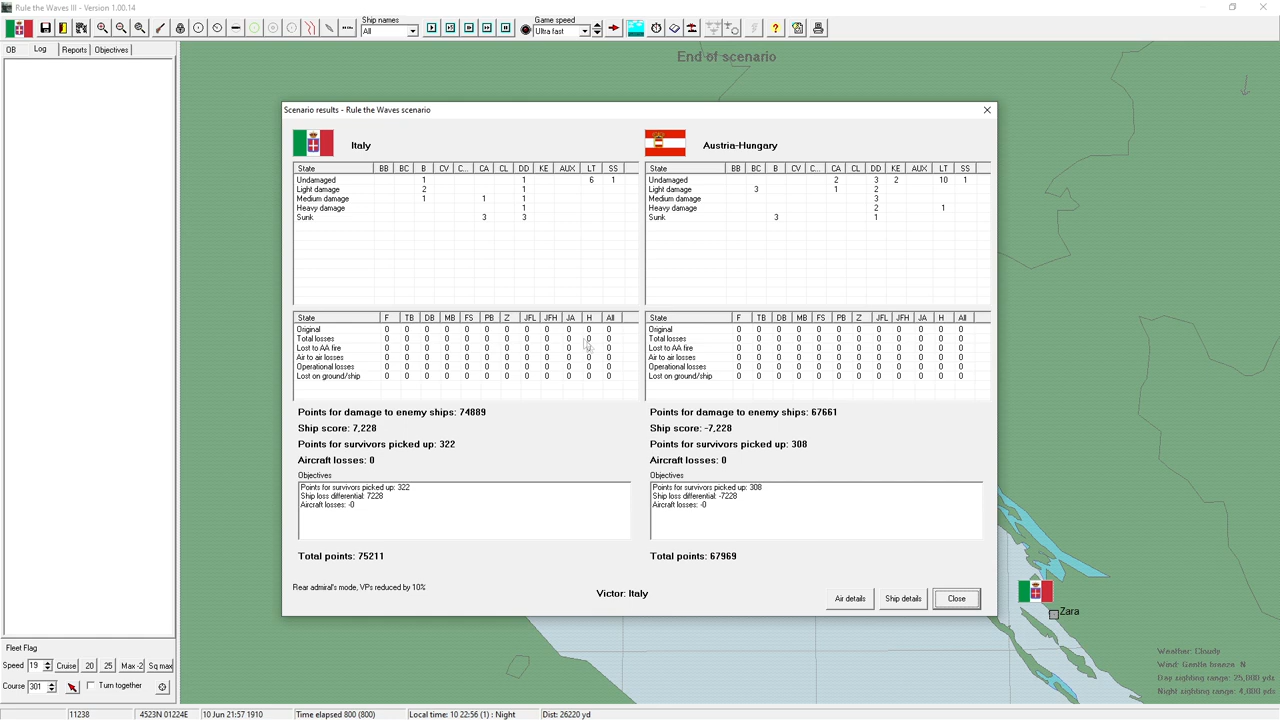 Rule the Waves III - Version 1.00.14
Ship names
All
Game speed
Ultra fast
OB Log Reports Objectives
End of scenario
Scenario results - Rule the Waves scenario
Italy
State BB BC B CV C... CA CL DD KE AUX LT SS
Undamaged 1 1 6 1
Light damage 2 1
Medium damage 1 1 1
Heavy damage 1
Sunk 3 3
Austria-Hungary
State BB BC B CV C... CA CL DD KE AUX LT SS
Undamaged 2 3 2 10 1
Light damage 3 1 2
Medium damage 3
Heavy damage 2 1
Sunk 3 1
State F TB DB MB FS PB Z JFL JFH JA H All
Original 0 0 0 0 0 0 0 0 0 0 0 0
Total losses 0 0 0 0 0 0 0 0 0 0 0 0
Lost to AA fire 0 0 0 0 0 0 0 0 0 0 0 0
Air to air losses 0 0 0 0 0 0 0 0 0 0 0 0
Operational losses 0 0 0 0 0 0 0 0 0 0 0 0
Lost on ground/ship 0 0 0 0 0 0 0 0 0 0 0 0
State F TB DB MB FS PB Z JFL JFH JA H All
Original 0 0 0 0 0 0 0 0 0 0 0 0
Total losses 0 0 0 0 0 0 0 0 0 0 0 0
Lost to AA fire 0 0 0 0 0 0 0 0 0 0 0 0
Air to air losses 0 0 0 0 0 0 0 0 0 0 0 0
Operational losses 0 0 0 0 0 0 0 0 0 0 0 0
Lost on ground/ship 0 0 0 0 0 0 0 0 0 0 0 0
Points for damage to enemy ships: 74889
Ship score: 7,228
Points for survivors picked up: 322
Aircraft losses: 0
Objectives
Points for survivors picked up: 322
Ship loss differential: 7228
Aircraft losses: -0
Total points: 75211
Points for damage to enemy ships: 67661
Ship score: -7,228
Points for survivors picked up: 308
Aircraft losses: 0
Objectives
Points for survivors picked up: 308
Ship loss differential: -7228
Aircraft losses: -0
Total points: 67969
Rear admiral's mode, VPs reduced by 10%
Victor: Italy
Air details Ship details Close
Zara
Weather: Cloudy
Wind: Gentle breeze N
Day sighting range: 25,000 yds
Night sighting range: 4,000 yds
Fleet Flag
Speed 19 Cruise 20 25 Max -2 Sq max
Course 301 Turn together
11238 4523N 01224E 10 Jun 21:57 1910 Time elapsed 800 (800) Local time: 10 22:56 (1) : Night Dist: 26220 yd